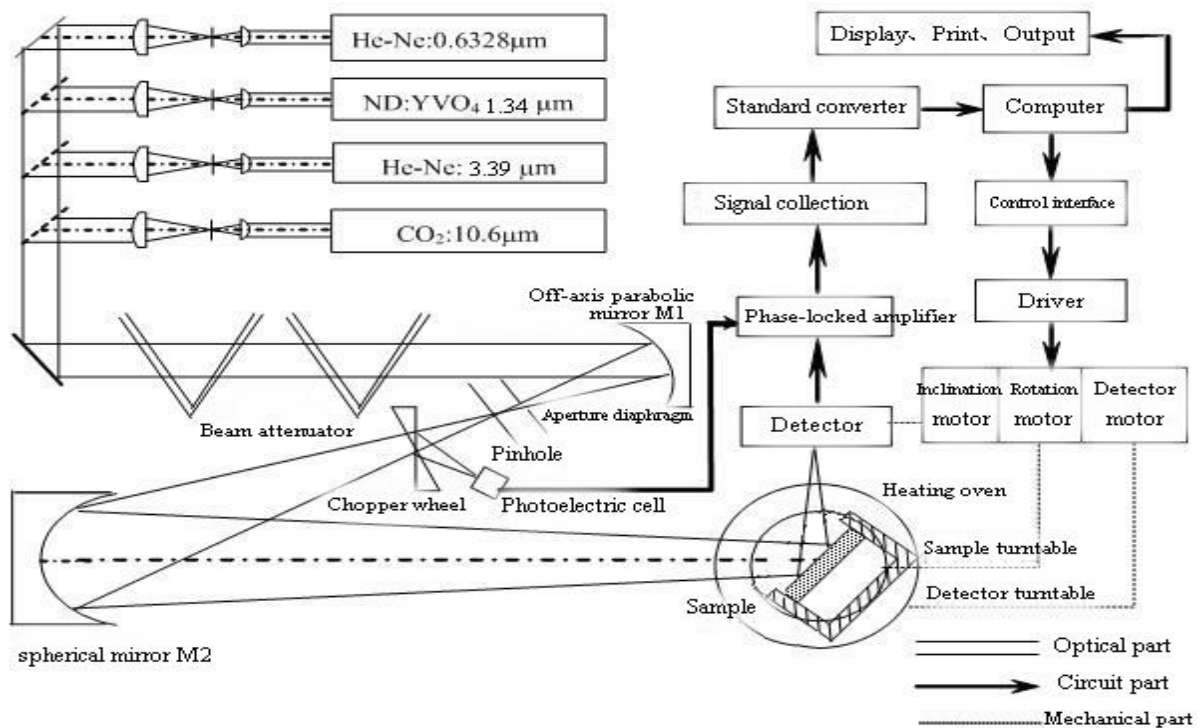 He-Ne:0.6328μm
ND:YVO₄ 1.34 μm
He-Ne: 3.39 μm
CO₂:10.6μm
Display、Print、Output
Standard converter
Computer
Signal collection
Control interface
Off-axis parabolic
mirror M1
Phase-locked amplifier
Driver
Inclination
motor
Rotation
motor
Detector
motor
Beam attenuator
Aperture diaphragm
Pinhole
Detector
Chopper wheel
Photoelectric cell
Heating oven
Sample turntable
Detector turntable
Sample
spherical mirror M2
Optical part
Circuit part
Mechanical part